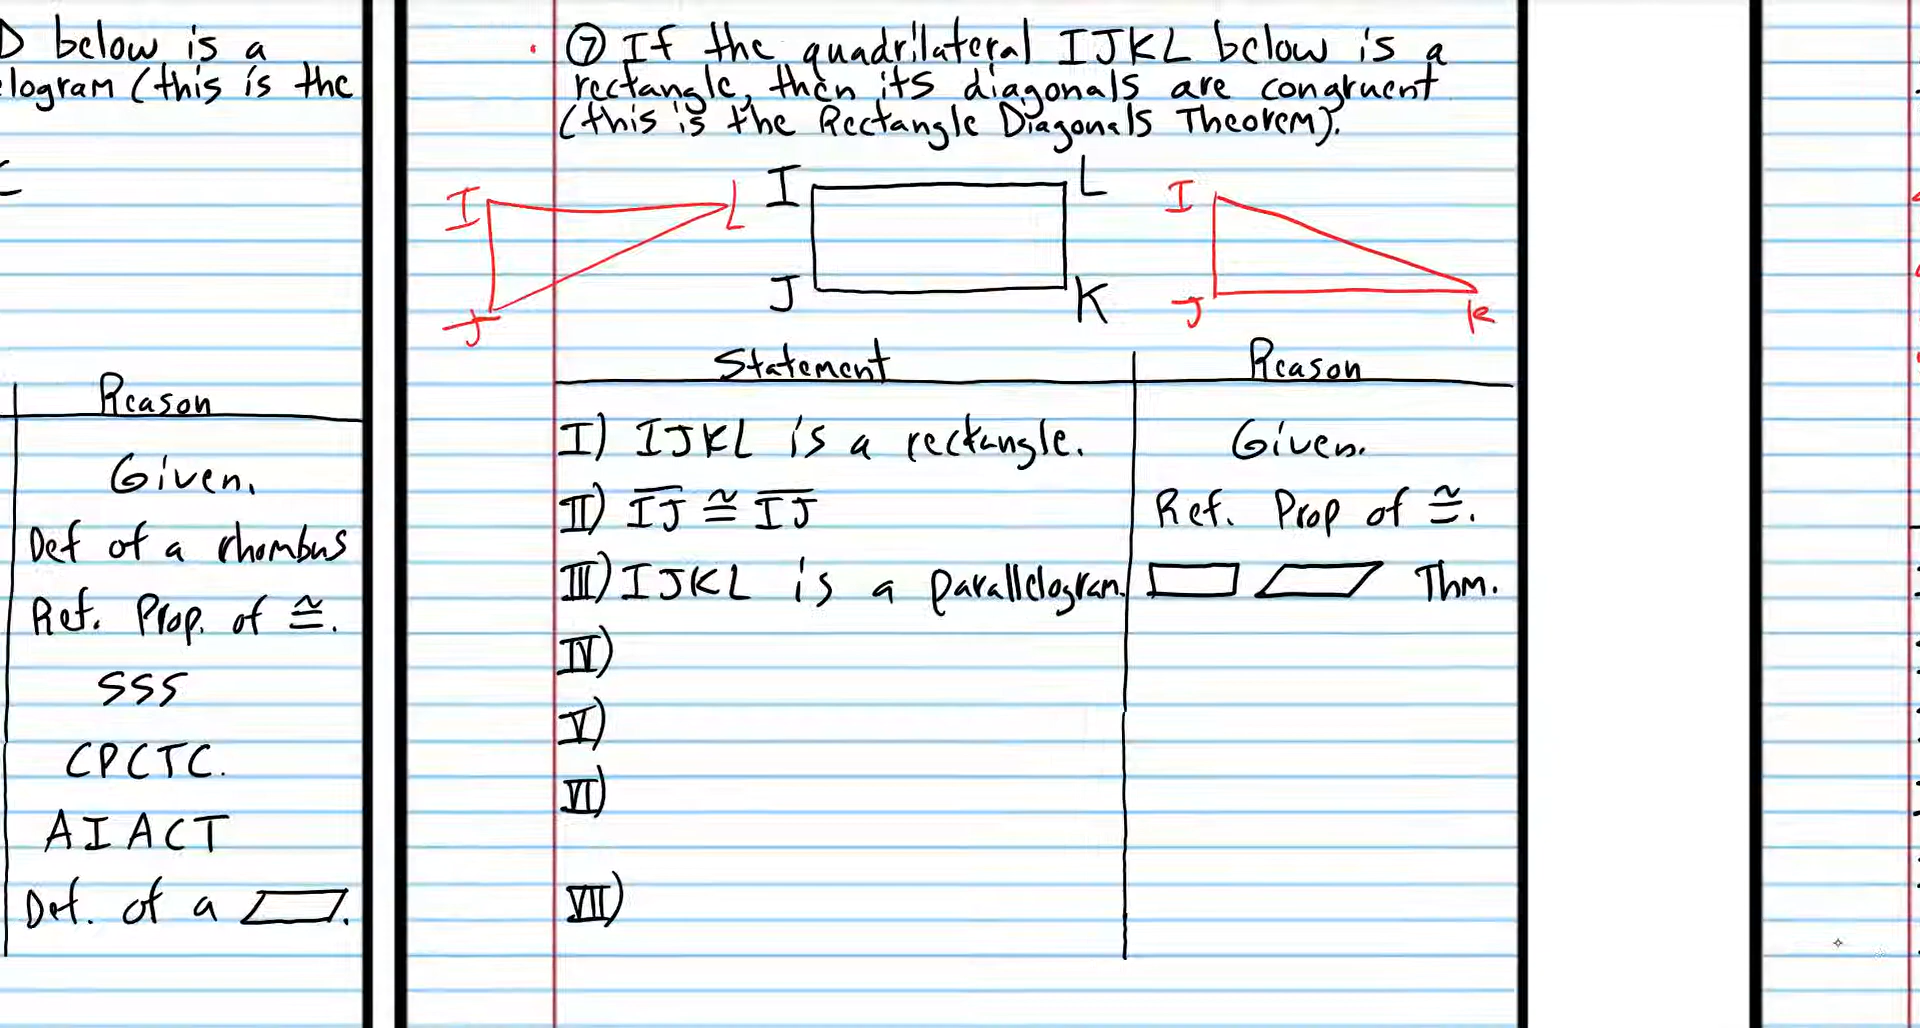 D below is a
logram (this is the
Reason
Given.
Def of a rhombus
Ref. Prop. of ≅.
SSS
CPCTC.
AIACT
Def. of a ▱.
⑦ If the quadrilateral IJKL below is a
rectangle, then its diagonals are congruent
(this is the Rectangle Diagonals Theorem).
I L I L I
J J K J K
Statement Reason
I) IJKL is a rectangle. Given.
II) I̅J̅ ≅ I̅J̅ Ref. Prop of ≅.
III) IJKL is a parallelogram. ▭ ▱ Thm.
IV)
V)
VI)
VII)